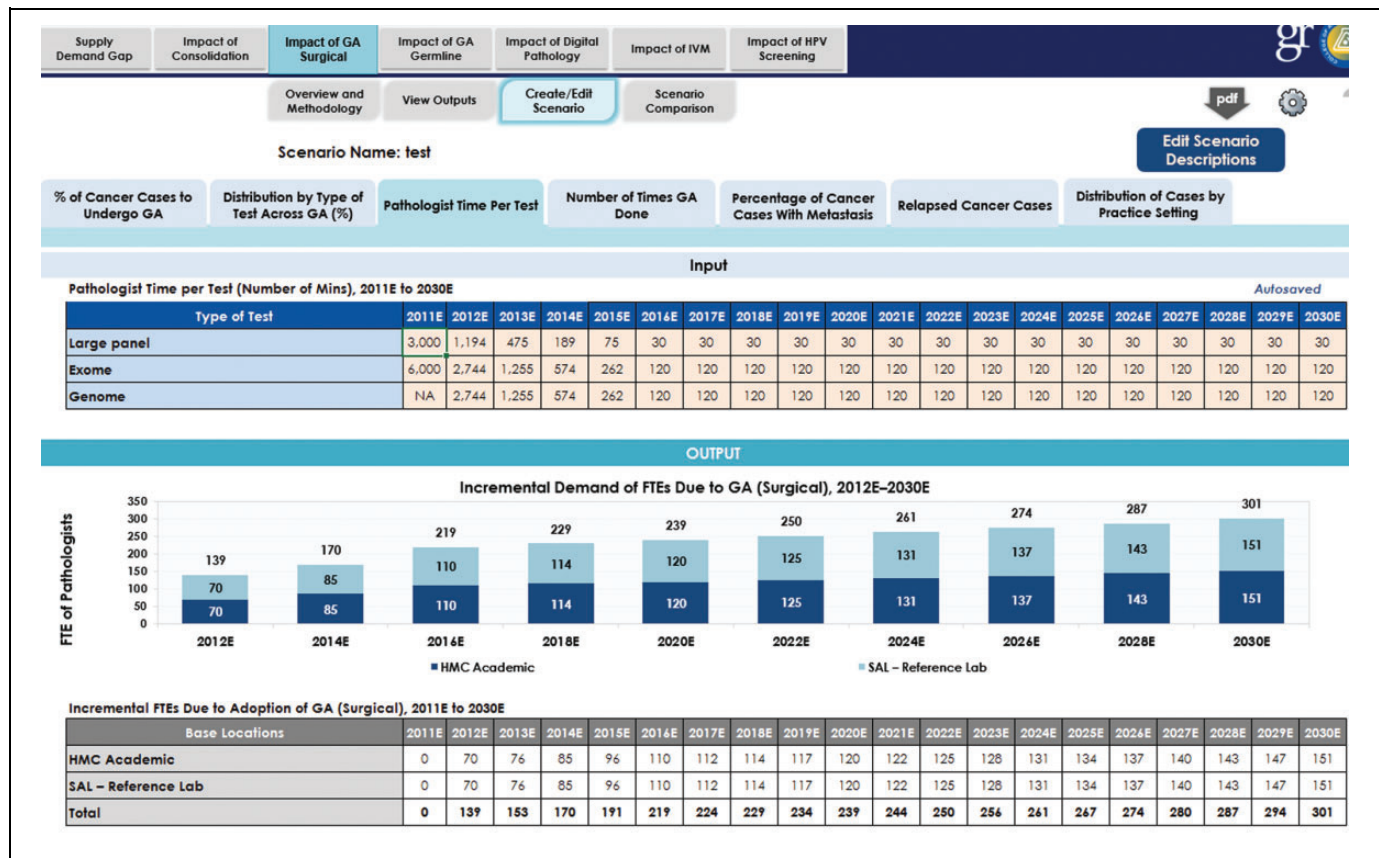 Supply Demand Gap
Impact of Consolidation
Impact of GA Surgical
Impact of GA Germline
Impact of Digital Pathology
Impact of IVM
Impact of HPV Screening
gr
Overview and Methodology
View Outputs
Create/Edit Scenario
Scenario Comparison
pdf
Scenario Name: test
Edit Scenario Descriptions
% of Cancer Cases to Undergo GA
Distribution by Type of Test Across GA (%)
Pathologist Time Per Test
Number of Times GA Done
Percentage of Cancer Cases With Metastasis
Relapsed Cancer Cases
Distribution of Cases by Practice Setting
Input
Pathologist Time per Test (Number of Mins), 2011E to 2030E
Autosaved
Type of Test 2011E 2012E 2013E 2014E 2015E 2016E 2017E 2018E 2019E 2020E 2021E 2022E 2023E 2024E 2025E 2026E 2027E 2028E 2029E 2030E
Large panel 3,000 1,194 475 189 75 30 30 30 30 30 30 30 30 30 30 30 30 30 30 30
Exome 6,000 2,744 1,255 574 262 120 120 120 120 120 120 120 120 120 120 120 120 120 120 120
Genome NA 2,744 1,255 574 262 120 120 120 120 120 120 120 120 120 120 120 120 120 120 120
OUTPUT
Incremental Demand of FTEs Due to GA (Surgical), 2012E–2030E
FTE of Pathologists
350
300
250
200
150
100
50
0
139 170 219 229 239 250 261 274 287 301
70 85 110 114 120 125 131 137 143 151
70 85 110 114 120 125 131 137 143 151
2012E 2014E 2016E 2018E 2020E 2022E 2024E 2026E 2028E 2030E
HMC Academic
SAL – Reference Lab
Incremental FTEs Due to Adoption of GA (Surgical), 2011E to 2030E
Base Locations 2011E 2012E 2013E 2014E 2015E 2016E 2017E 2018E 2019E 2020E 2021E 2022E 2023E 2024E 2025E 2026E 2027E 2028E 2029E 2030E
HMC Academic 0 70 76 85 96 110 112 114 117 120 122 125 128 131 134 137 140 143 147 151
SAL – Reference Lab 0 70 76 85 96 110 112 114 117 120 122 125 128 131 134 137 140 143 147 151
Total 0 139 153 170 191 219 224 229 234 239 244 250 256 261 267 274 280 287 294 301